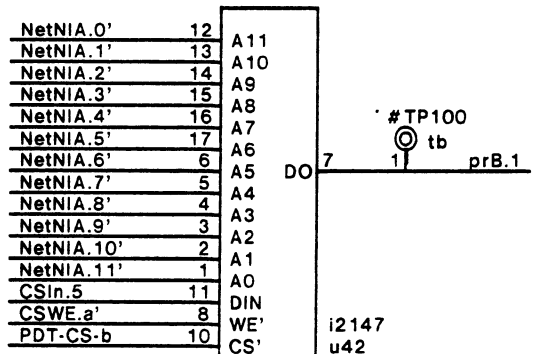 NetNIA.0' 12 A11
NetNIA.1' 13 A10
NetNIA.2' 14 A9
NetNIA.3' 15 A8
NetNIA.4' 16 A7
NetNIA.5' 17 A6
NetNIA.6' 6 A5
NetNIA.7' 5 A4
NetNIA.8' 4 A3
NetNIA.9' 3 A2
NetNIA.10' 2 A1
NetNIA.11' 1 A0
CSIn.5 11 DIN
CSWE.a' 8 WE'
PDT-CS-b 10 CS'
#TP100
tb
DO 7 1 prB.1
i2147
u42